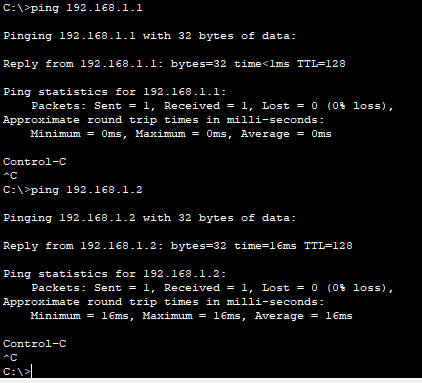 C:\>ping 192.168.1.1
Pinging 192.168.1.1 with 32 bytes of data:
Reply from 192.168.1.1: bytes=32 time<1ms TTL=128
Ping statistics for 192.168.1.1:
Packets: Sent = 1, Received = 1, Lost = 0 (0% loss),
Approximate round trip times in milli-seconds:
Minimum = 0ms, Maximum = 0ms, Average = 0ms
Control-C
^C
C:\>ping 192.168.1.2
Pinging 192.168.1.2 with 32 bytes of data:
Reply from 192.168.1.2: bytes=32 time=16ms TTL=128
Ping statistics for 192.168.1.2:
Packets: Sent = 1, Received = 1, Lost = 0 (0% loss),
Approximate round trip times in milli-seconds:
Minimum = 16ms, Maximum = 16ms, Average = 16ms
Control-C
^C
C:\>